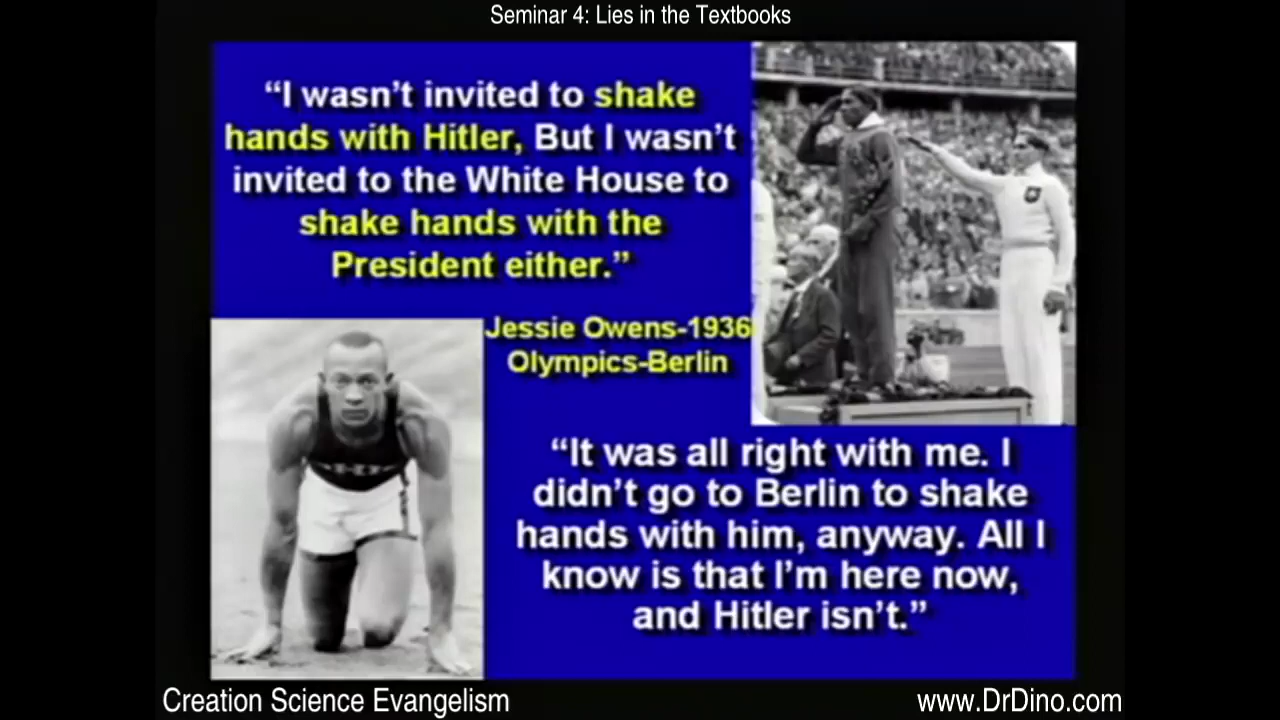 Seminar 4: Lies in the Textbooks
“I wasn’t invited to shake
hands with Hitler, But I wasn’t
invited to the White House to
shake hands with the
President either.”
Jessie Owens-1936
Olympics-Berlin
“It was all right with me. I
didn’t go to Berlin to shake
hands with him, anyway. All I
know is that I’m here now,
and Hitler isn’t.”
Creation Science Evangelism
www.DrDino.com